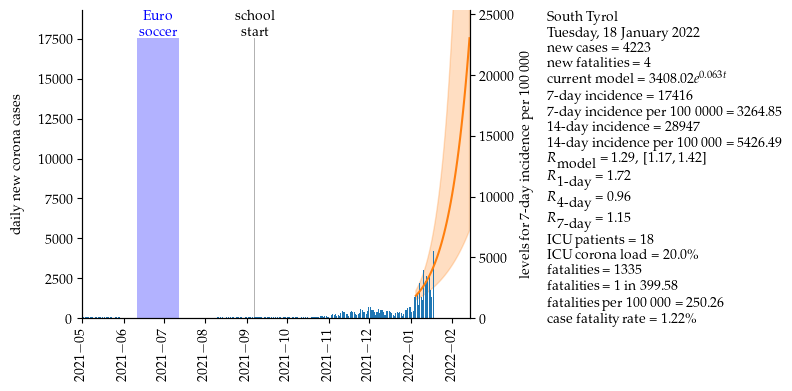 Euro
soccer
school
start
daily new corona cases
17500
15000
12500
10000
7500
5000
2500
0
levels for 7-day incidence per 100 000
25000
20000
15000
10000
5000
0
2021−05
2021−06
2021−07
2021−08
2021−09
2021−10
2021−11
2021−12
2022−01
2022−02
South Tyrol
Tuesday, 18 January 2022
new cases = 4223
new fatalities = 4
current model = 3408.02e^{0.063t}
7-day incidence = 17416
7-day incidence per 100 0000 = 3264.85
14-day incidence = 28947
14-day incidence per 100 000 = 5426.49
R_model = 1.29, [1.17, 1.42]
R_1-day = 1.72
R_4-day = 0.96
R_7-day = 1.15
ICU patients = 18
ICU corona load = 20.0%
fatalities = 1335
fatalities = 1 in 399.58
fatalities per 100 000 = 250.26
case fatality rate = 1.22%